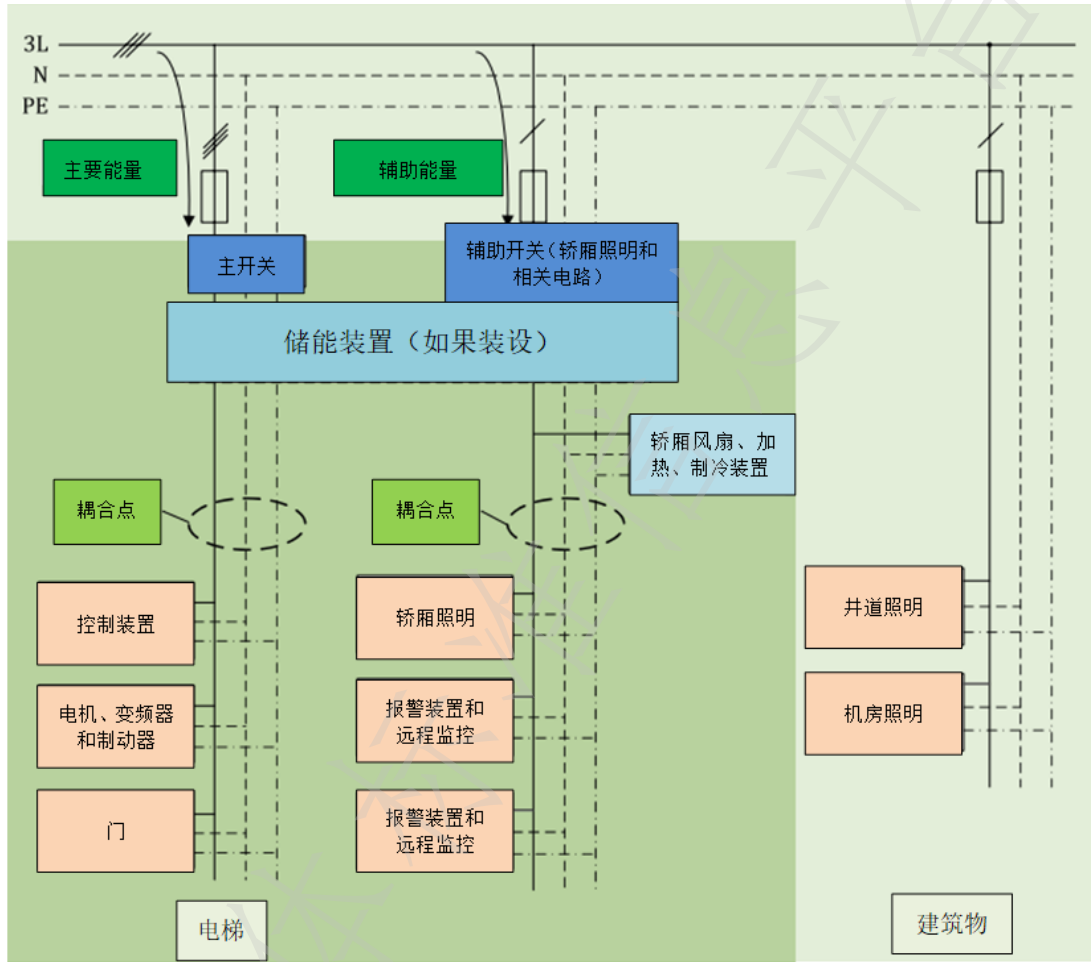 3L
N
PE
主要能量
辅助能量
主开关
辅助开关（轿厢照明和
相关电路）
储能装置（如果装设）
轿厢风扇、加
热、制冷装置
耦合点
耦合点
控制装置
轿厢照明
井道照明
电机、变频器
和制动器
报警装置和
远程监控
机房照明
门
报警装置和
远程监控
电梯
建筑物